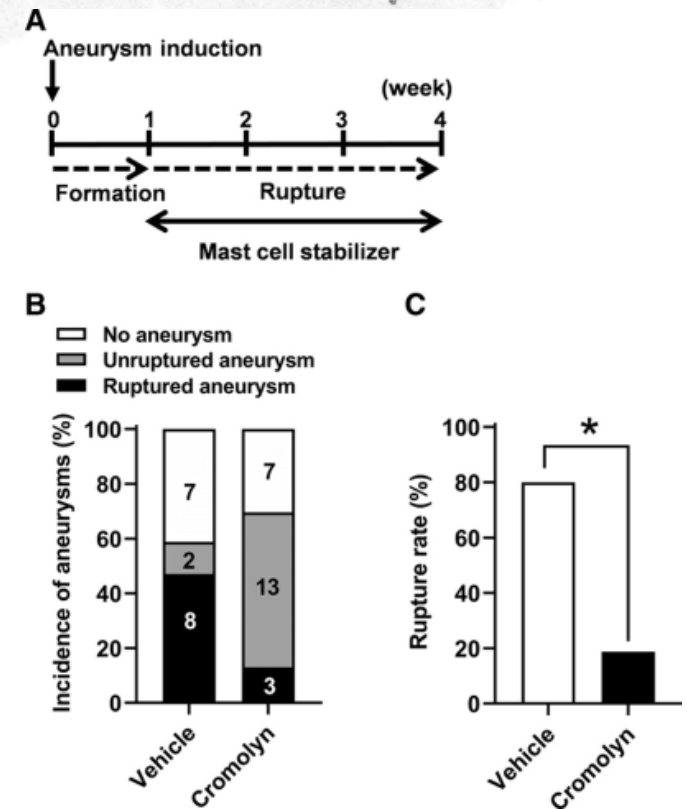 A
Aneurysm induction
(week)
0 1 2 3 4
Formation Rupture
Mast cell stabilizer
B
No aneurysm
Unruptured aneurysm
Ruptured aneurysm
Incidence of aneurysms (%)
100
80
60
40
20
0
7
2
8
7
13
3
Vehicle
Cromolyn
C
Rupture rate (%)
100
80
60
40
20
0
*
Vehicle
Cromolyn